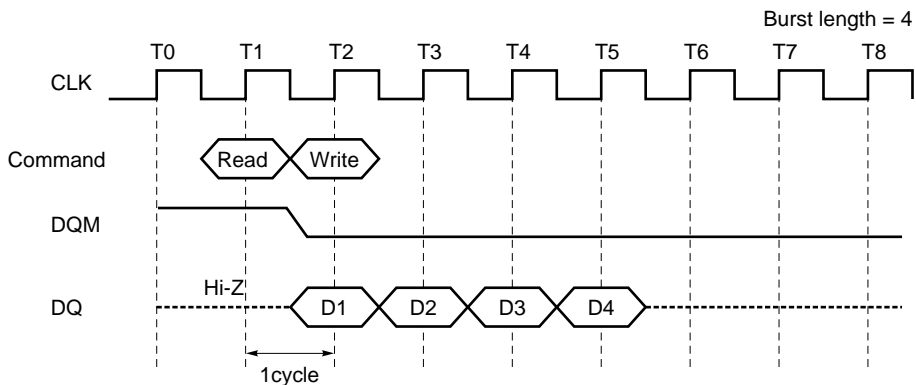 Burst length = 4
T0 T1 T2 T3 T4 T5 T6 T7 T8
CLK
Command Read Write
DQM
Hi-Z
DQ D1 D2 D3 D4
1cycle